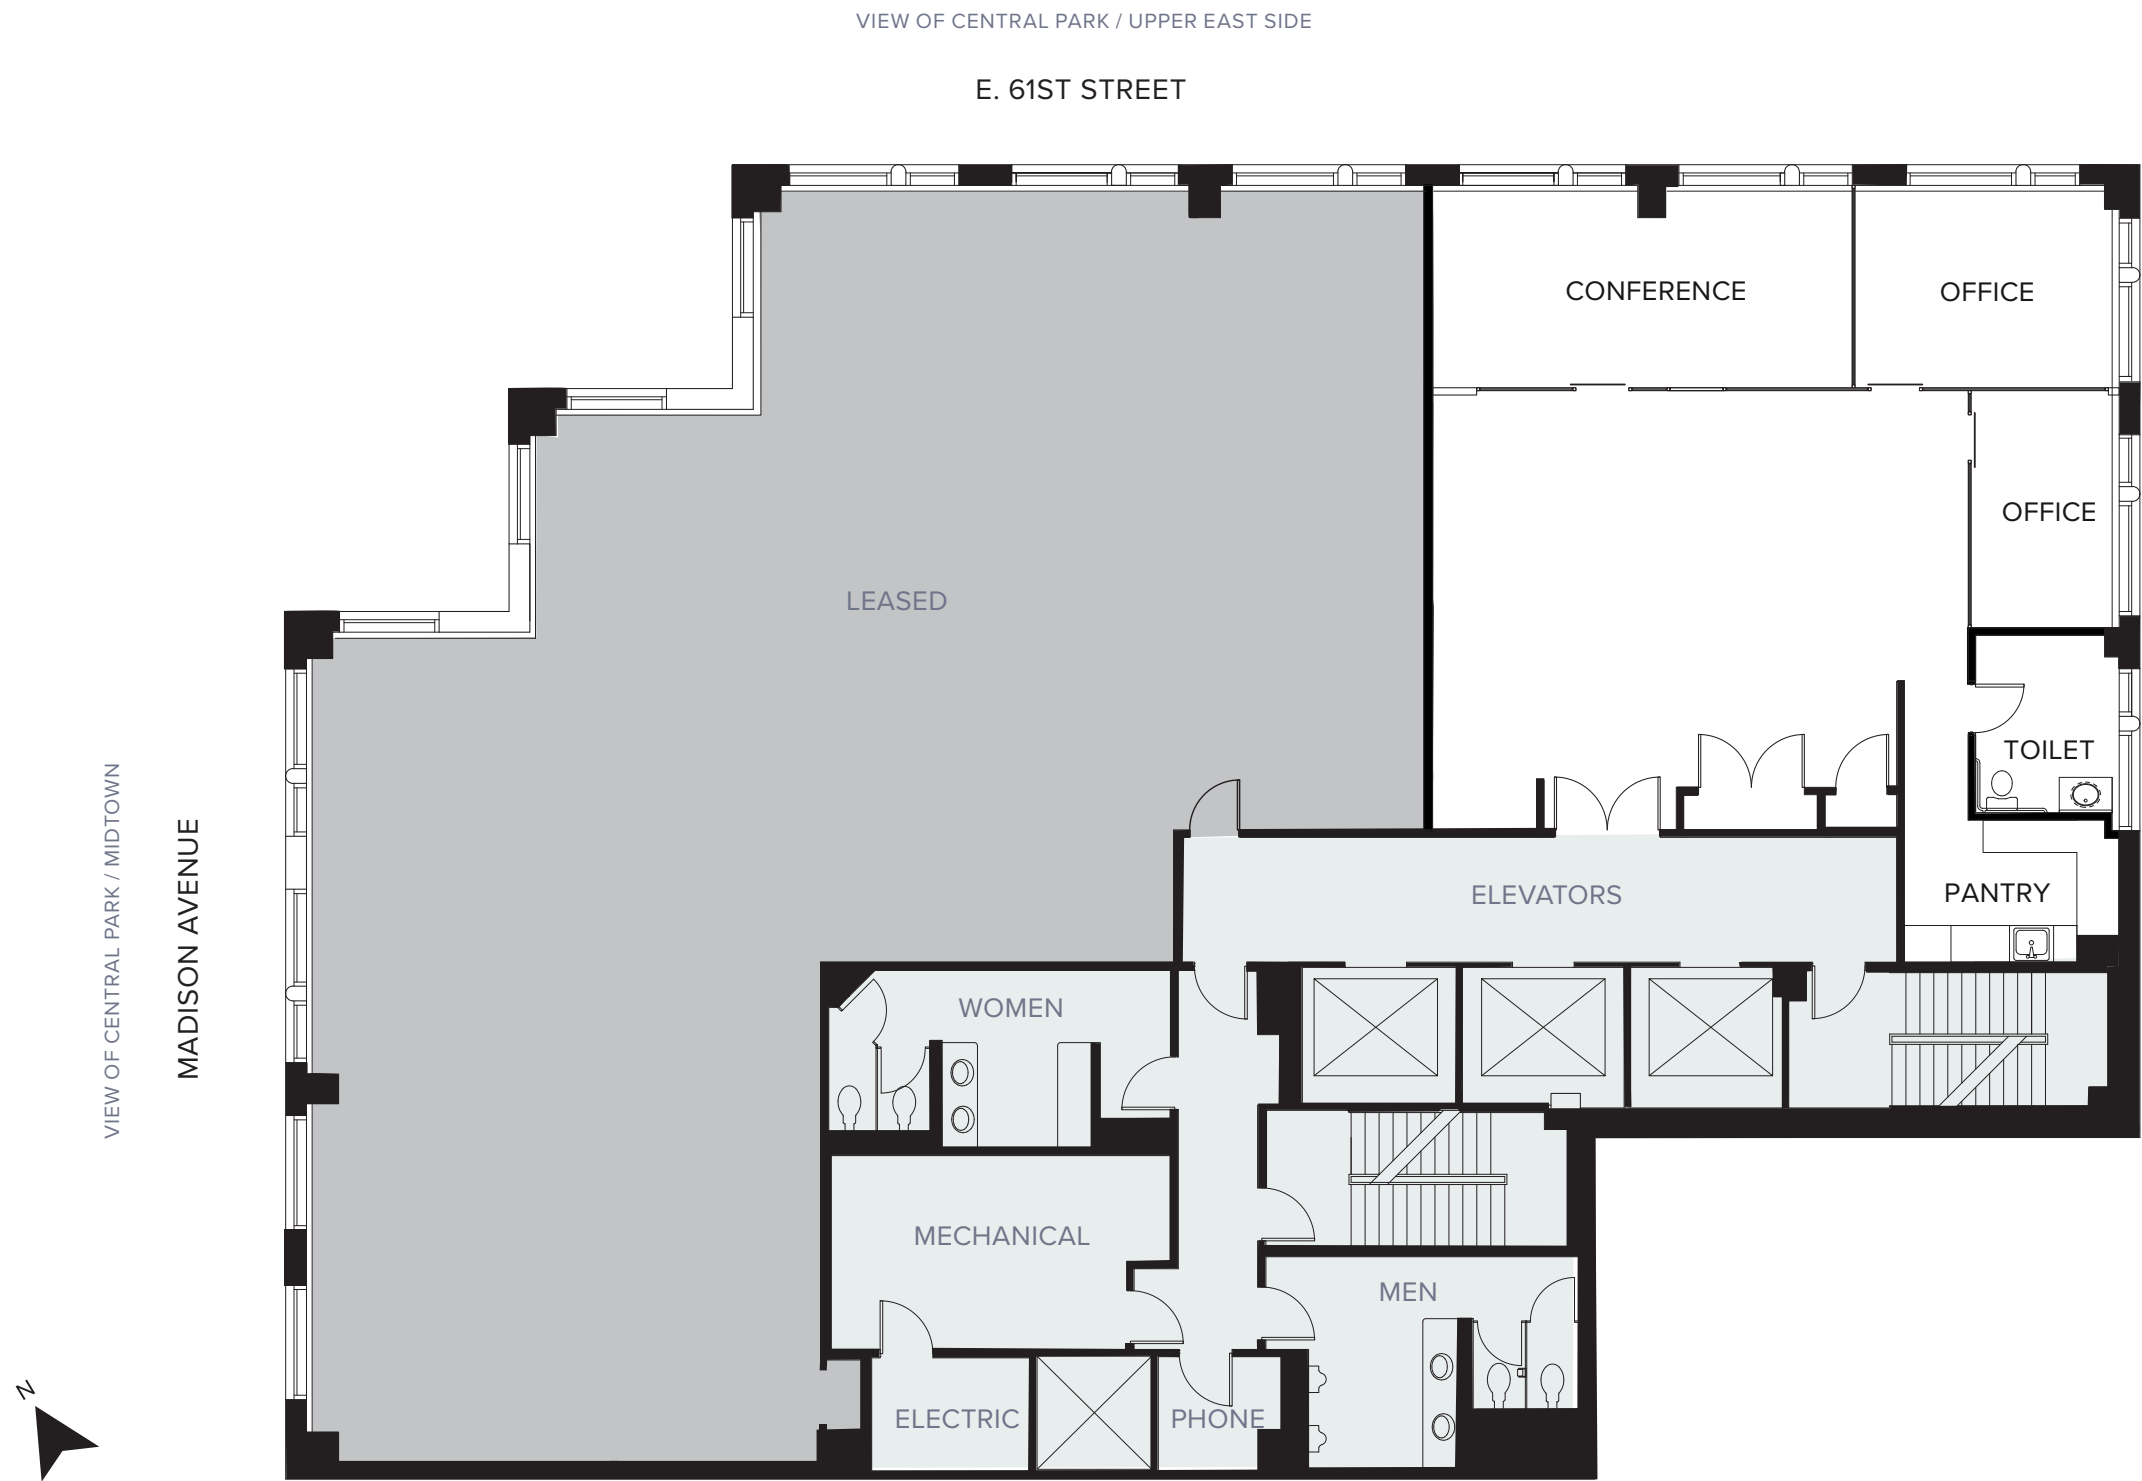 VIEW OF CENTRAL PARK / UPPER EAST SIDE
E. 61ST STREET
CONFERENCE
OFFICE
OFFICE
LEASED
TOILET
VIEW OF CENTRAL PARK / MIDTOWN
MADISON AVENUE
ELEVATORS
PANTRY
WOMEN
MECHANICAL
MEN
N
ELECTRIC
PHONE